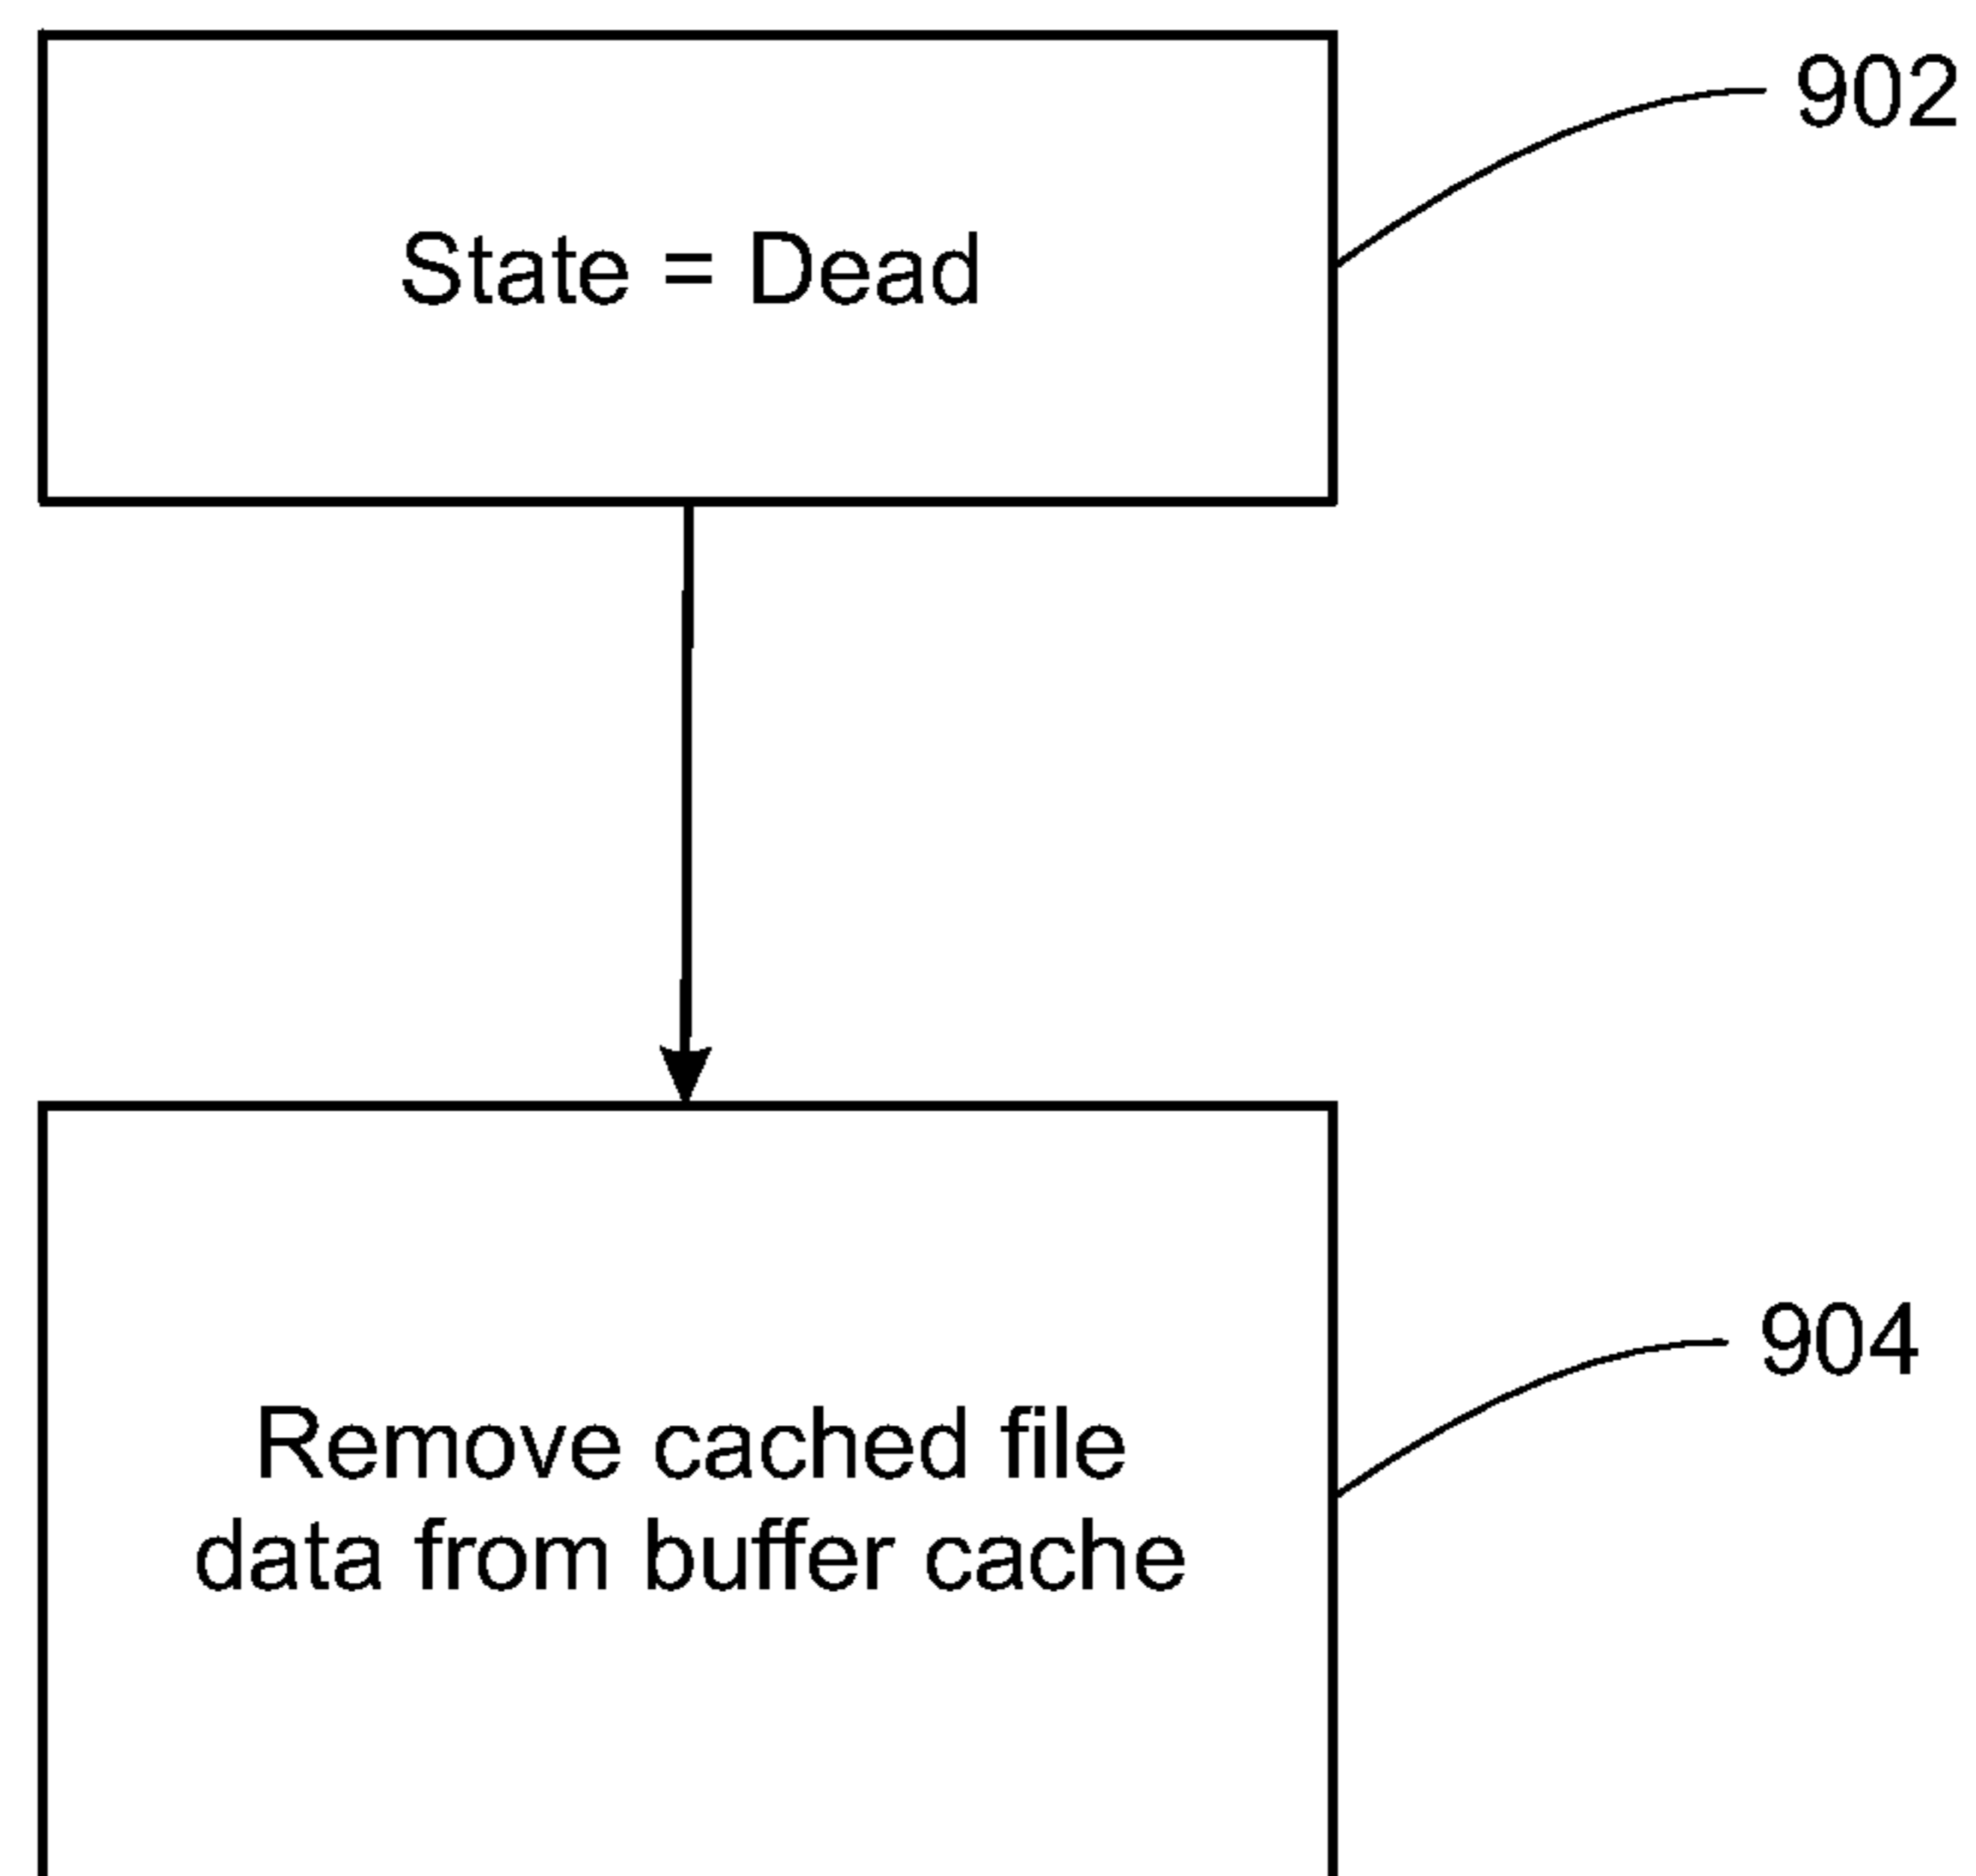 902
State = Dead
904
Remove cached file
data from buffer cache